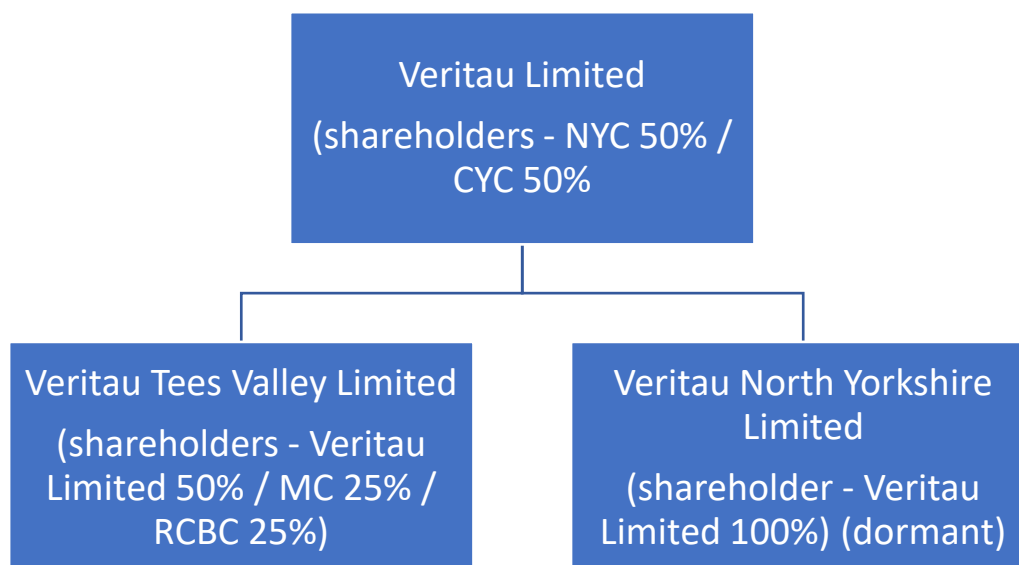 Veritau Limited
(shareholders - NYC 50% /
CYC 50%
Veritau Tees Valley Limited
(shareholders - Veritau
Limited 50% / MC 25% /
RCBC 25%)
Veritau North Yorkshire
Limited
(shareholder - Veritau
Limited 100%) (dormant)